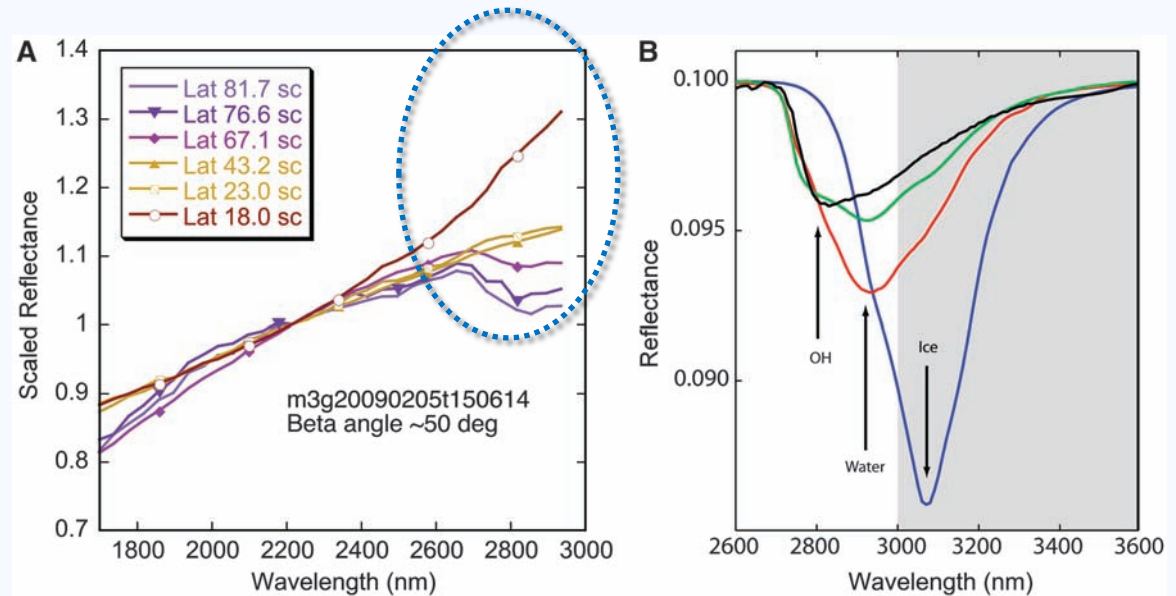 A
1.4
1.3
1.2
1.1
1
0.9
0.8
0.7
Scaled Reflectance
Lat 81.7 sc
Lat 76.6 sc
Lat 67.1 sc
Lat 43.2 sc
Lat 23.0 sc
Lat 18.0 sc
m3g20090205t150614
Beta angle ~50 deg
1800 2000 2200 2400 2600 2800 3000
Wavelength (nm)
B
0.100
0.095
0.090
Reflectance
OH
Water
Ice
2600 2800 3000 3200 3400 3600
Wavelength (nm)